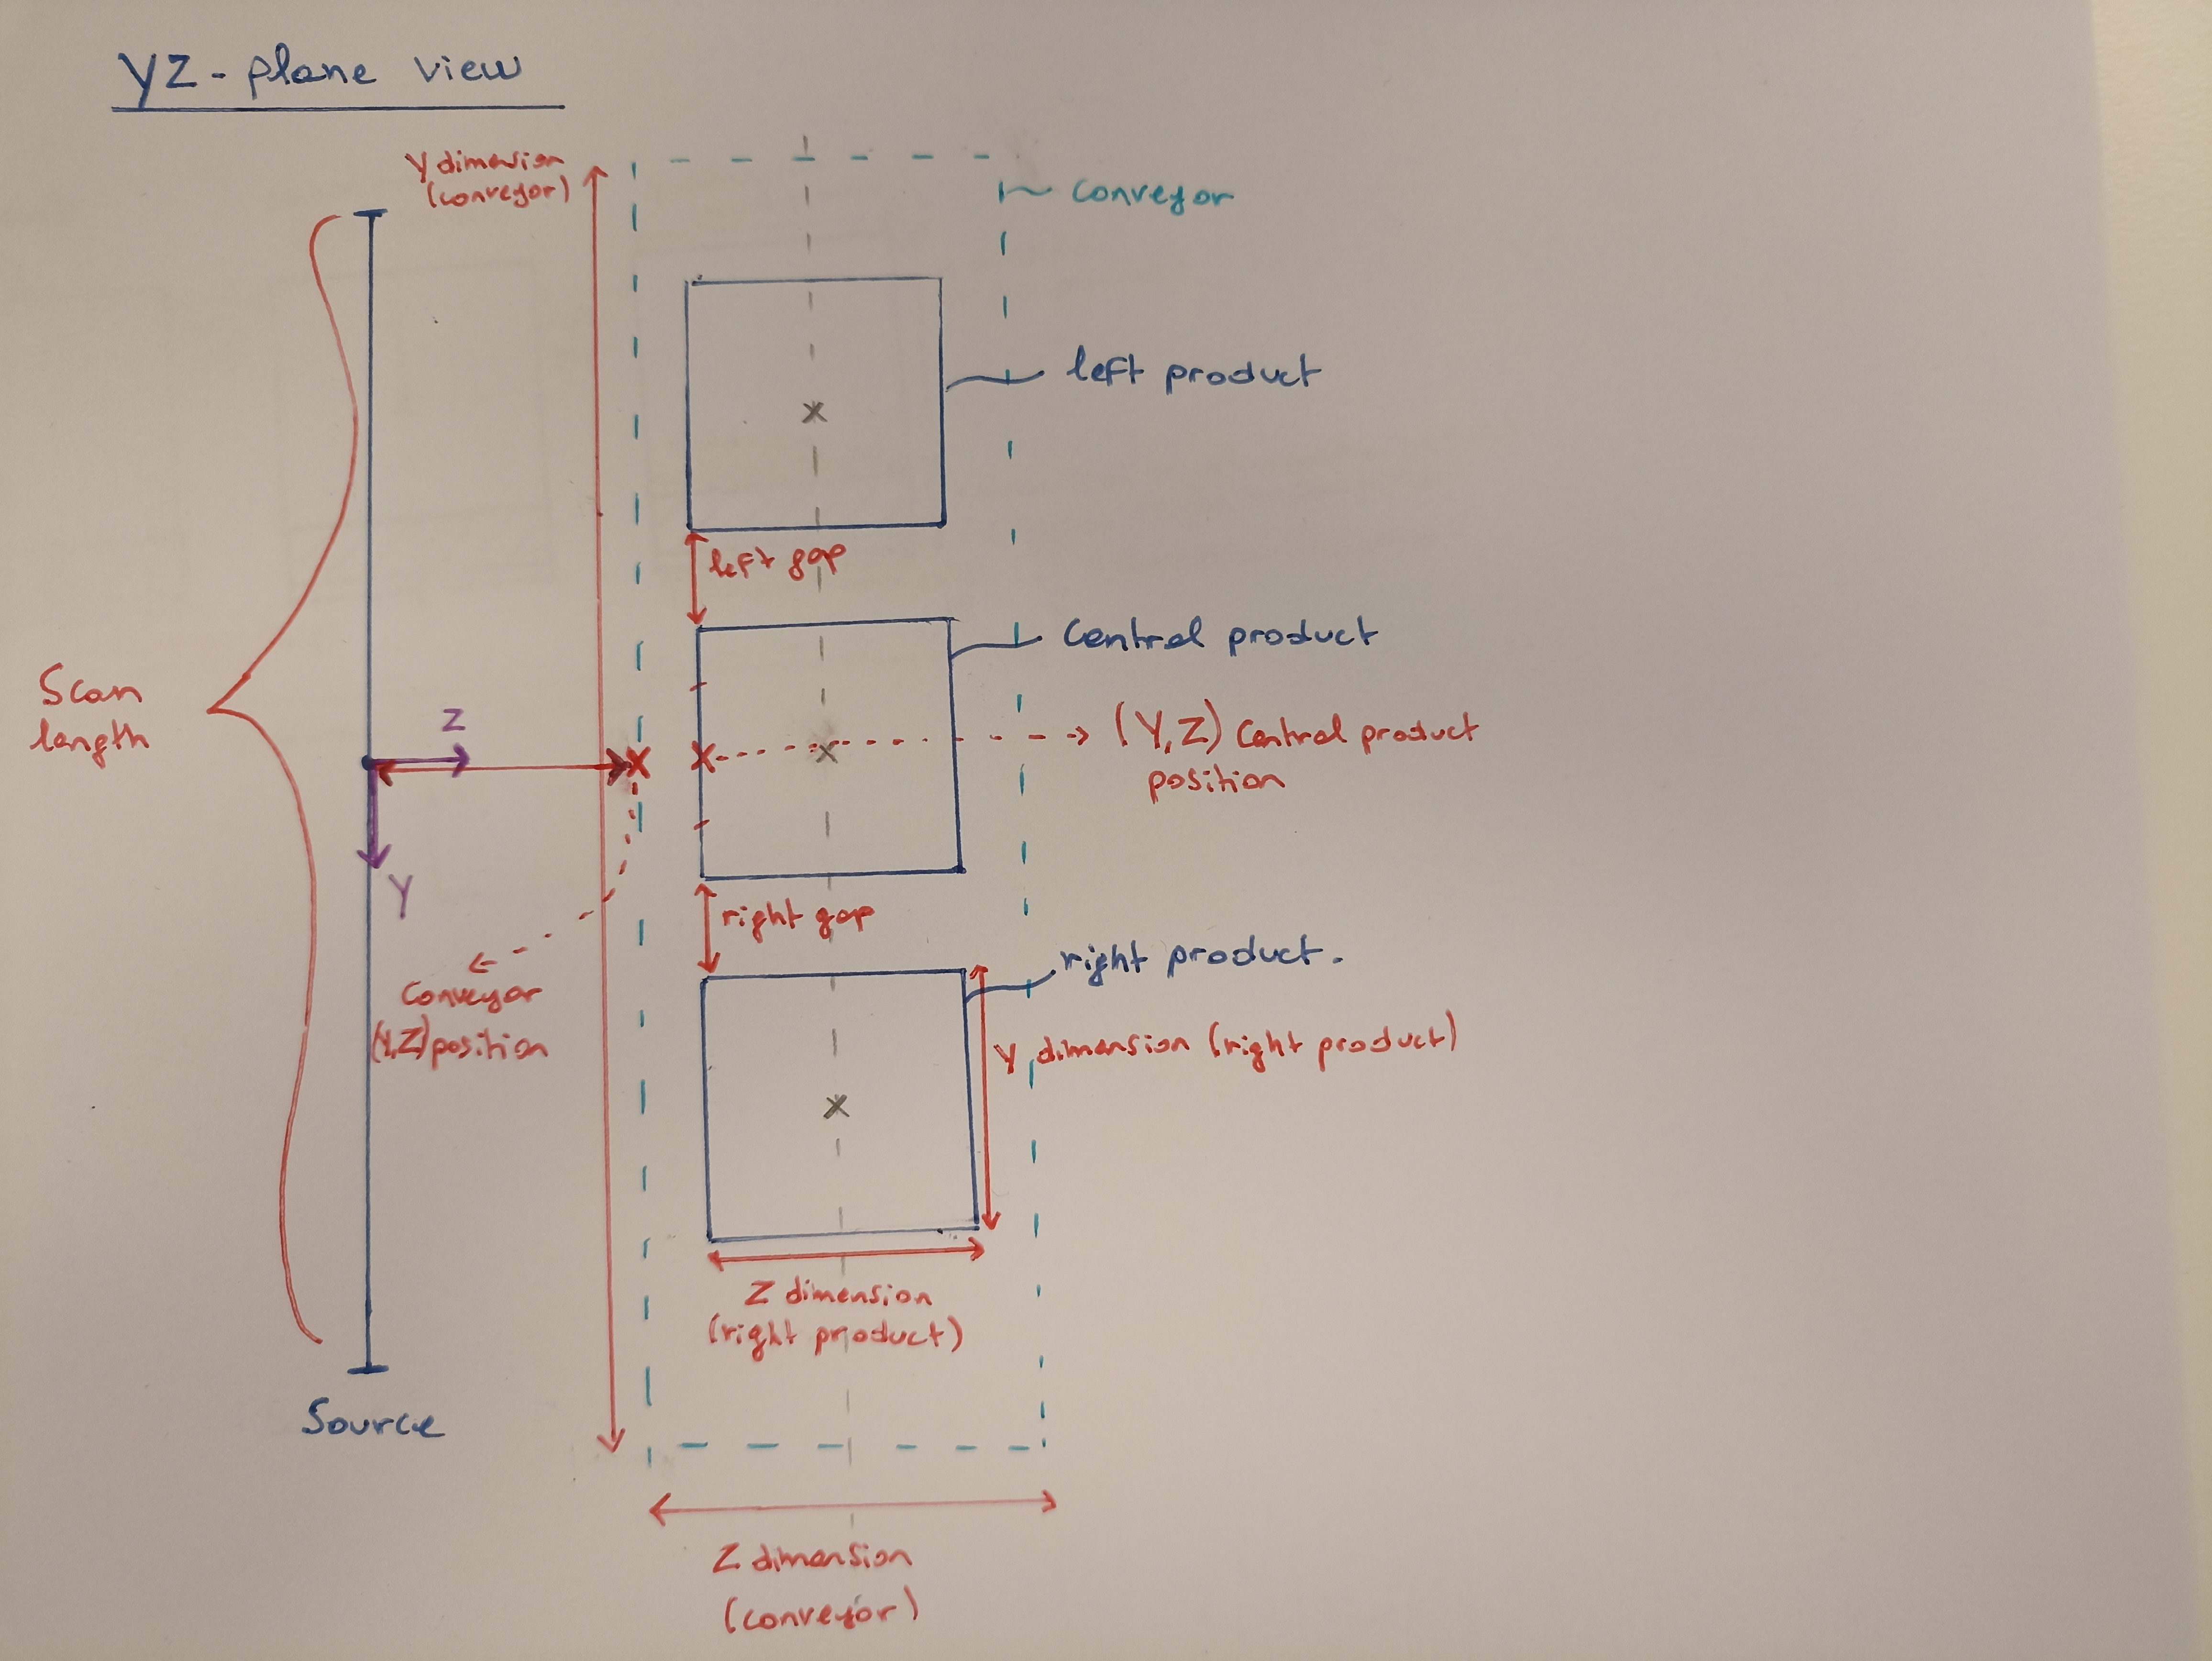 YZ - plane view
Y dimension
(conveyor)
Conveyor
left product
left gap
Central product
Scan
length
Z
(Y, Z) Central product
position
Y
right gap
right product.
Conveyor
(Y,Z) position
Y dimension (right product)
Z dimension
(right product)
Source
Z dimension
(conveyor)